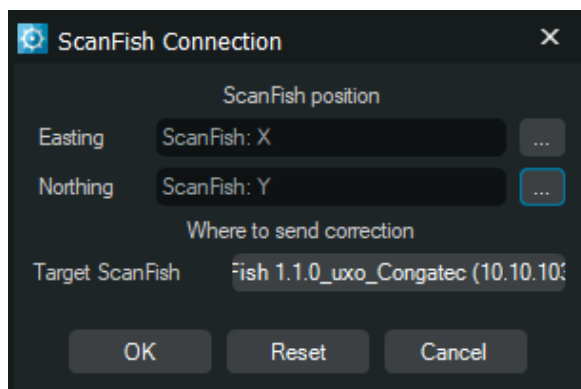 ScanFish Connection
ScanFish position
Easting ScanFish: X ...
Northing ScanFish: Y ...
Where to send correction
Target ScanFish Fish 1.1.0_uxo_Congatec (10.10.103
OK Reset Cancel